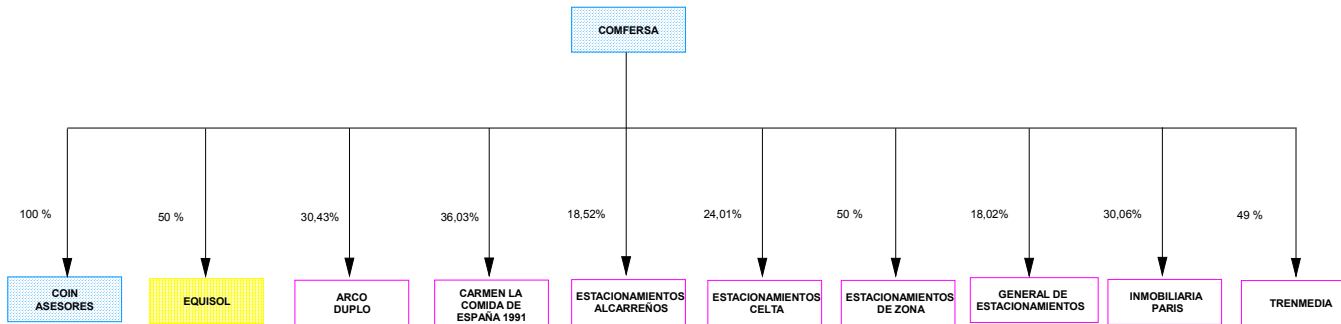 COMFERSA
100 %
50 %
30,43%
36,03%
18,52%
24,01%
50 %
18,02%
30,06%
49 %
COIN
ASESORES
EQUISOL
ARCO
DUPLO
CARMEN LA
COMIDA DE
ESPAÑA 1991
ESTACIONAMIENTOS
ALCARREÑOS
ESTACIONAMIENTOS
CELTA
ESTACIONAMIENTOS
DE ZONA
GENERAL DE
ESTACIONAMIENTOS
INMOBILIARIA
PARIS
TRENMEDIA